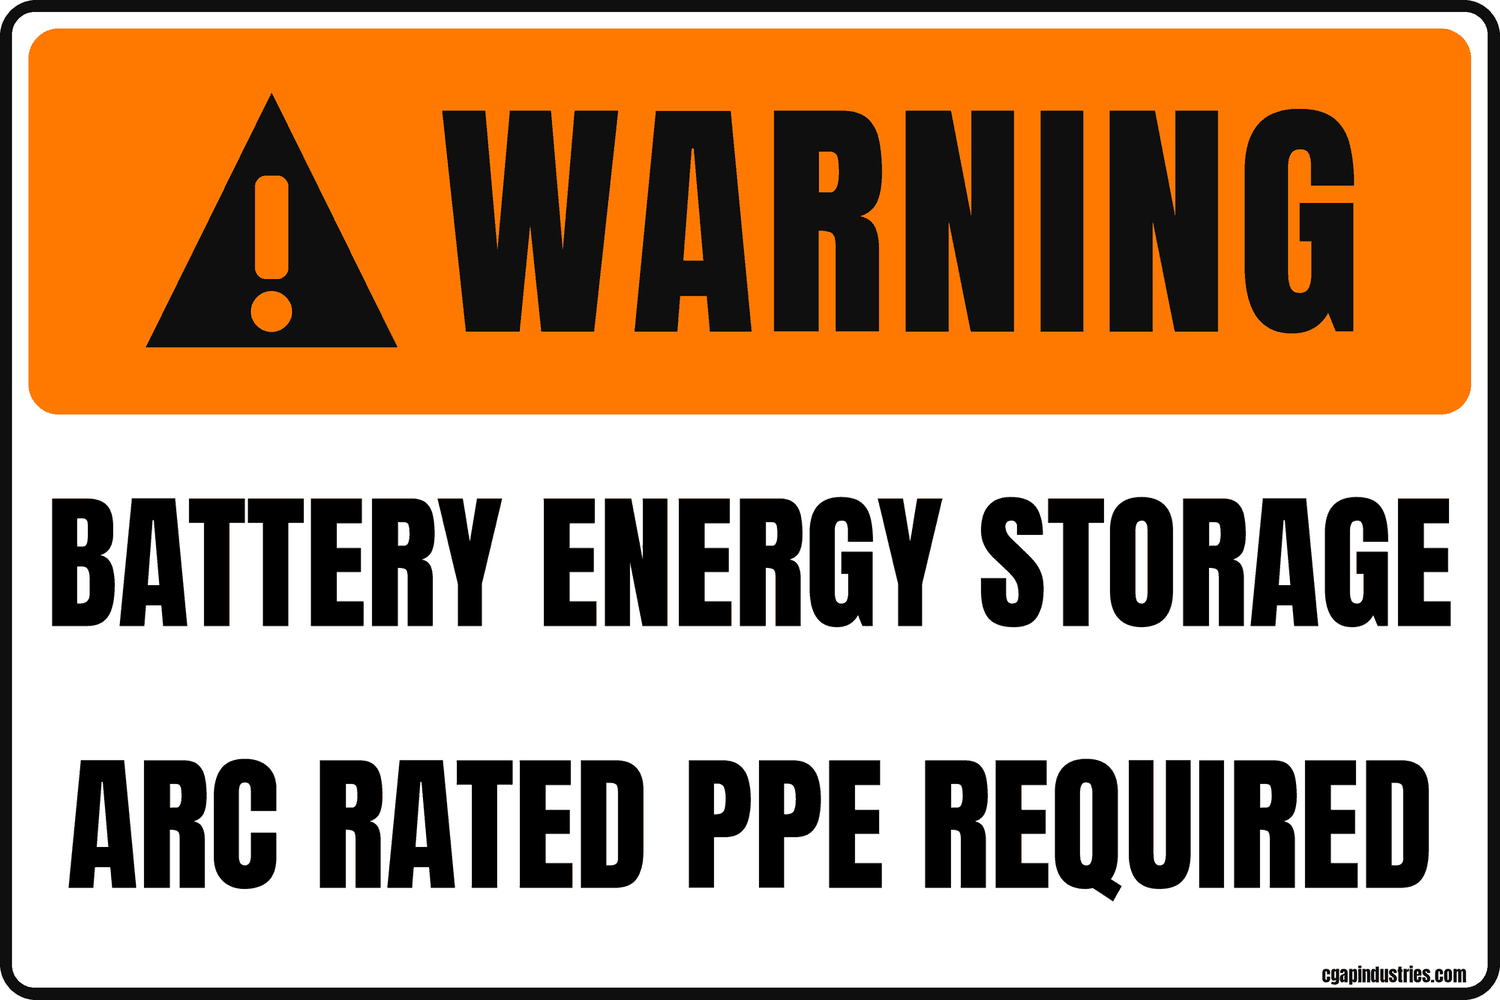 WARNING
BATTERY ENERGY STORAGE
ARC RATED PPE REQUIRED
cgapindustries.com